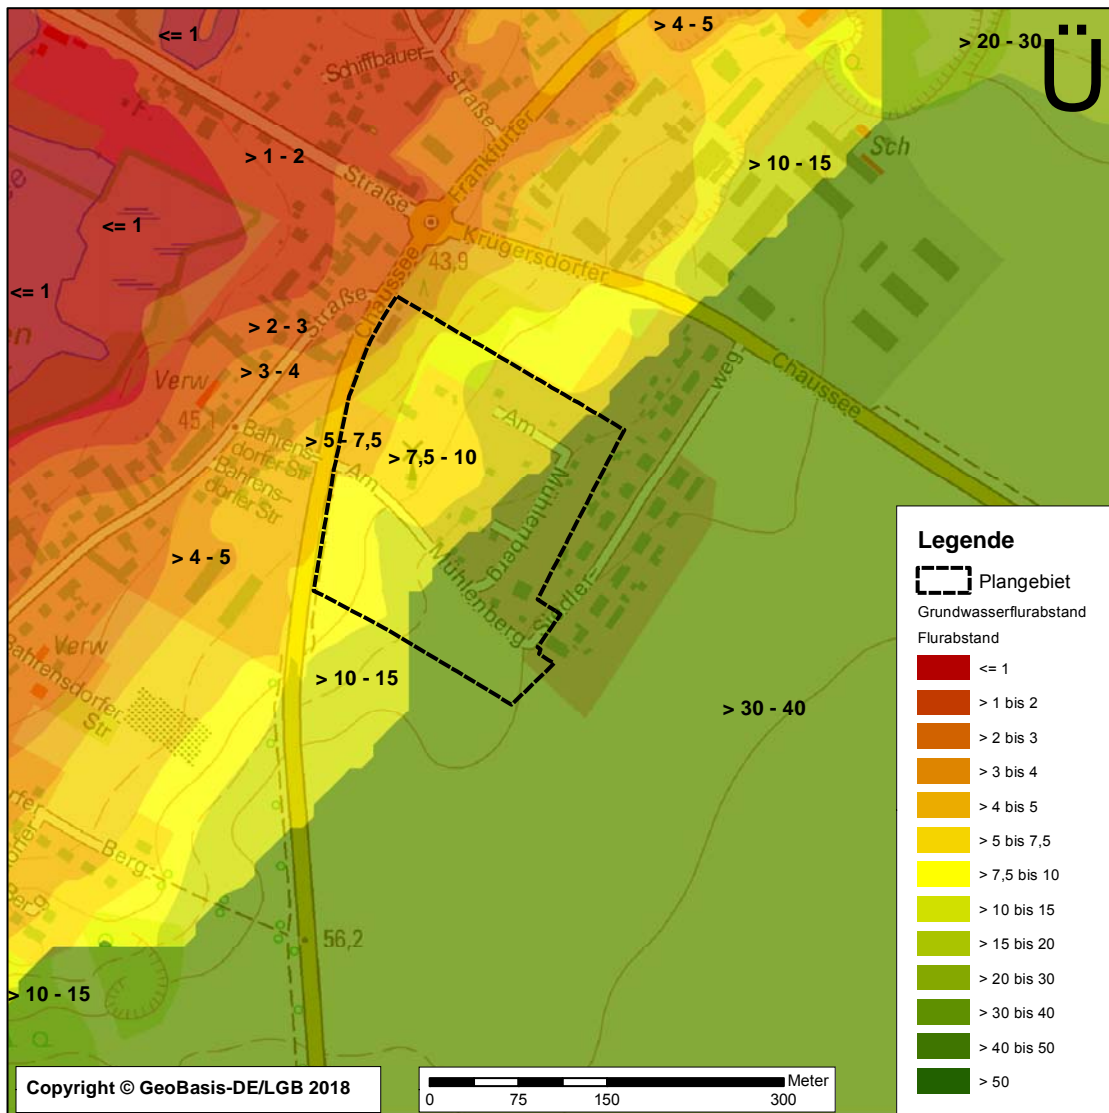 <= 1
> 4 - 5
> 20 - 30
Ü
Schiffbauer-
straße
Frankfurter
F
Sch
> 1 - 2
> 10 - 15
Straße
<= 1
Krügersdorfer
43,9
<= 1
Chaussee
Straße
> 2 - 3
Verw
> 3 - 4
weg
Chaussee
45,1
Bahrens-
dorfer Str
Bahrens-
dorfer Str
> 5 - 7,5
> 7,5 - 10
Am
Mühlenberg
Am
Mühlenberg
> 4 - 5
Siedler-
Verw
Bahrensdorfer
Str
> 10 - 15
> 30 - 40
Berg
56,2
> 10 - 15
Legende
Plangebiet
Grundwasserflurabstand
Flurabstand
<= 1
> 1 bis 2
> 2 bis 3
> 3 bis 4
> 4 bis 5
> 5 bis 7,5
> 7,5 bis 10
> 10 bis 15
> 15 bis 20
> 20 bis 30
> 30 bis 40
> 40 bis 50
> 50
Copyright © GeoBasis-DE/LGB 2018
Meter
0 75 150 300